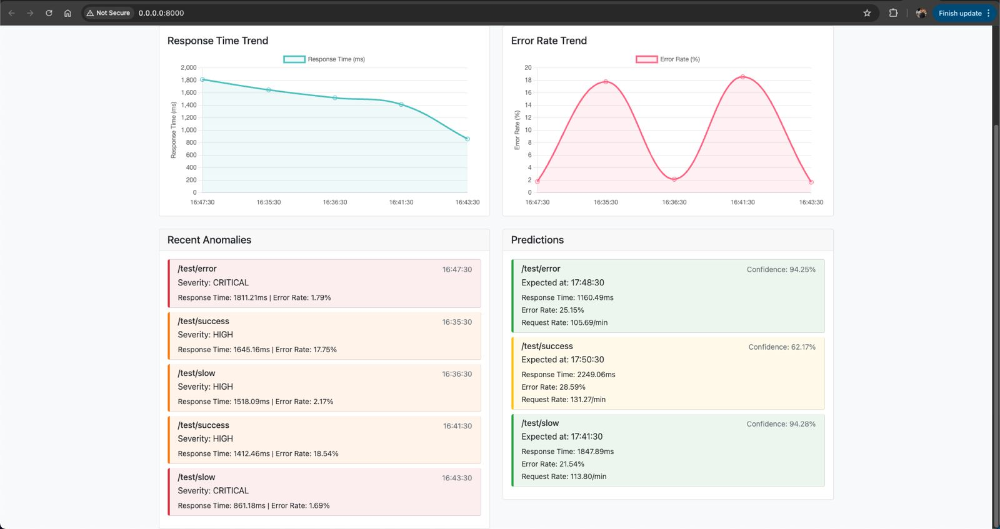 Not Secure 0.0.0.0:8000 Finish update
Response Time Trend
Response Time (ms)
2,000
1,800
1,600
1,400
1,200
1,000
800
600
400
200
0
Response Time (ms)
16:47:30 16:35:30 16:36:30 16:41:30 16:43:30
Error Rate Trend
Error Rate (%)
20
18
16
14
12
10
8
6
4
2
0
Error Rate (%)
16:47:30 16:35:30 16:36:30 16:41:30 16:43:30
Recent Anomalies
/test/error 16:47:30
Severity: CRITICAL
Response Time: 1811.21ms | Error Rate: 1.79%
/test/success 16:35:30
Severity: HIGH
Response Time: 1645.16ms | Error Rate: 17.75%
/test/slow 16:36:30
Severity: HIGH
Response Time: 1518.09ms | Error Rate: 2.17%
/test/success 16:41:30
Severity: HIGH
Response Time: 1412.46ms | Error Rate: 18.54%
/test/slow 16:43:30
Severity: CRITICAL
Response Time: 861.18ms | Error Rate: 1.69%
Predictions
/test/error Confidence: 94.25%
Expected at: 17:48:30
Response Time: 1160.49ms
Error Rate: 25.15%
Request Rate: 105.69/min
/test/success Confidence: 62.17%
Expected at: 17:50:30
Response Time: 2249.06ms
Error Rate: 28.59%
Request Rate: 131.27/min
/test/slow Confidence: 94.28%
Expected at: 17:41:30
Response Time: 1847.89ms
Error Rate: 21.54%
Request Rate: 113.80/min